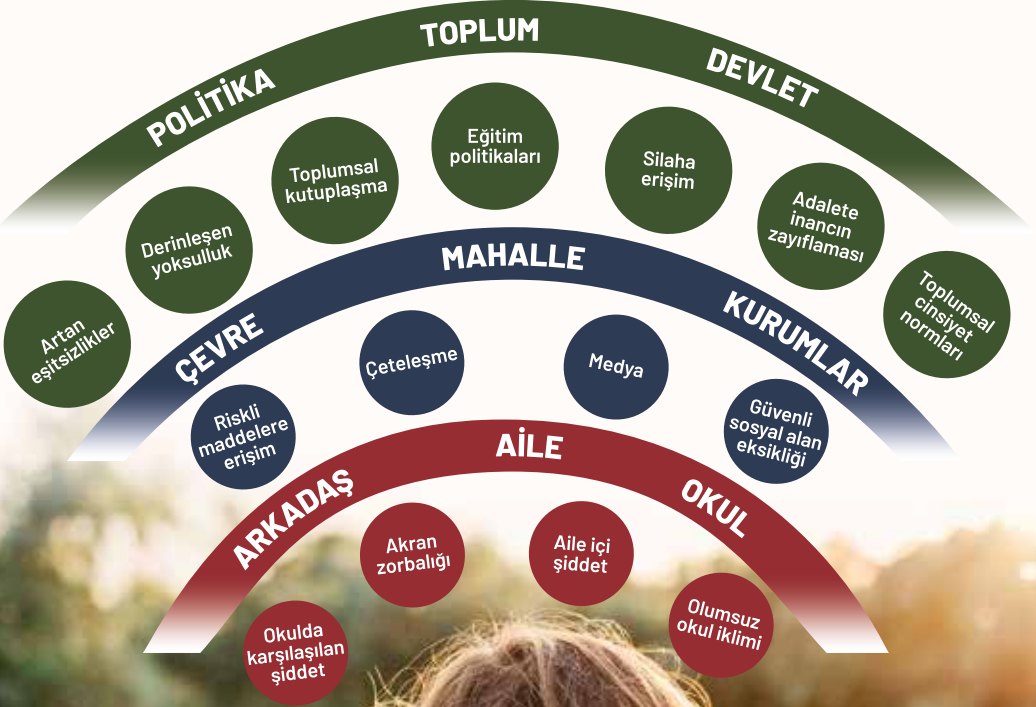 POLİTİKA
TOPLUM
DEVLET
Artan
eşitsizlikler
Derinleşen
yoksulluk
Toplumsal
kutuplaşma
Eğitim
politikaları
Silaha
erişim
Adalete
inancın
zayıflaması
Toplumsal
cinsiyet
normları
ÇEVRE
MAHALLE
KURUMLAR
Riskli
maddelere
erişim
Çeteleşme
Medya
Güvenli
sosyal alan
eksikliği
ARKADAŞ
AİLE
OKUL
Okulda
karşılaşılan
şiddet
Akran
zorbalığı
Aile içi
şiddet
Olumsuz
okul iklimi